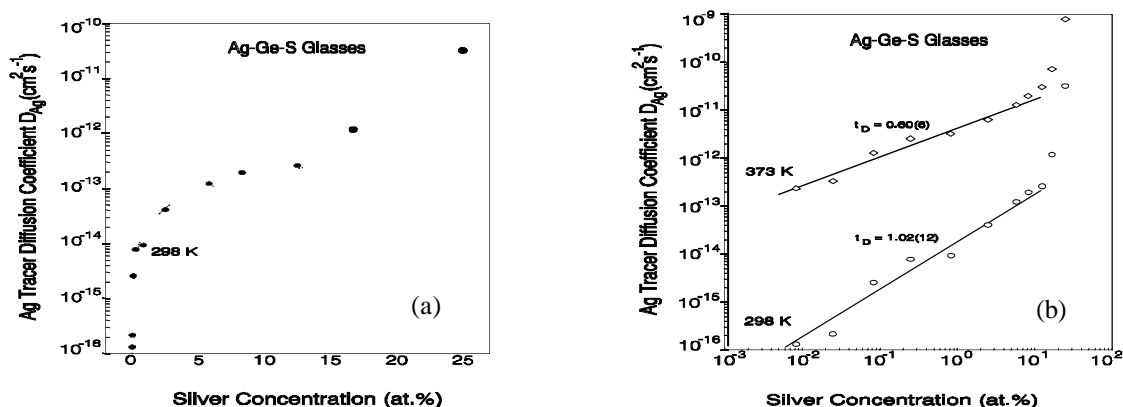 Ag Tracer Diffusion Coefficient D_Ag (cm²s⁻¹)
10⁻¹⁰
10⁻¹¹
10⁻¹²
10⁻¹³
10⁻¹⁴
10⁻¹⁵
10⁻¹⁶
Ag-Ge-S Glasses
298 K
(a)
0 5 10 15 20 25
Silver Concentration (at.%)
Ag Tracer Diffusion Coefficient D_Ag (cm²s⁻¹)
10⁻⁹
10⁻¹⁰
10⁻¹¹
10⁻¹²
10⁻¹³
10⁻¹⁴
10⁻¹⁵
10⁻¹⁶
Ag-Ge-S Glasses
t_D = 0.60(6)
373 K
t_D = 1.02(12)
298 K
(b)
10⁻³ 10⁻² 10⁻¹ 10⁰ 10¹ 10²
Silver Concentration (at.%)